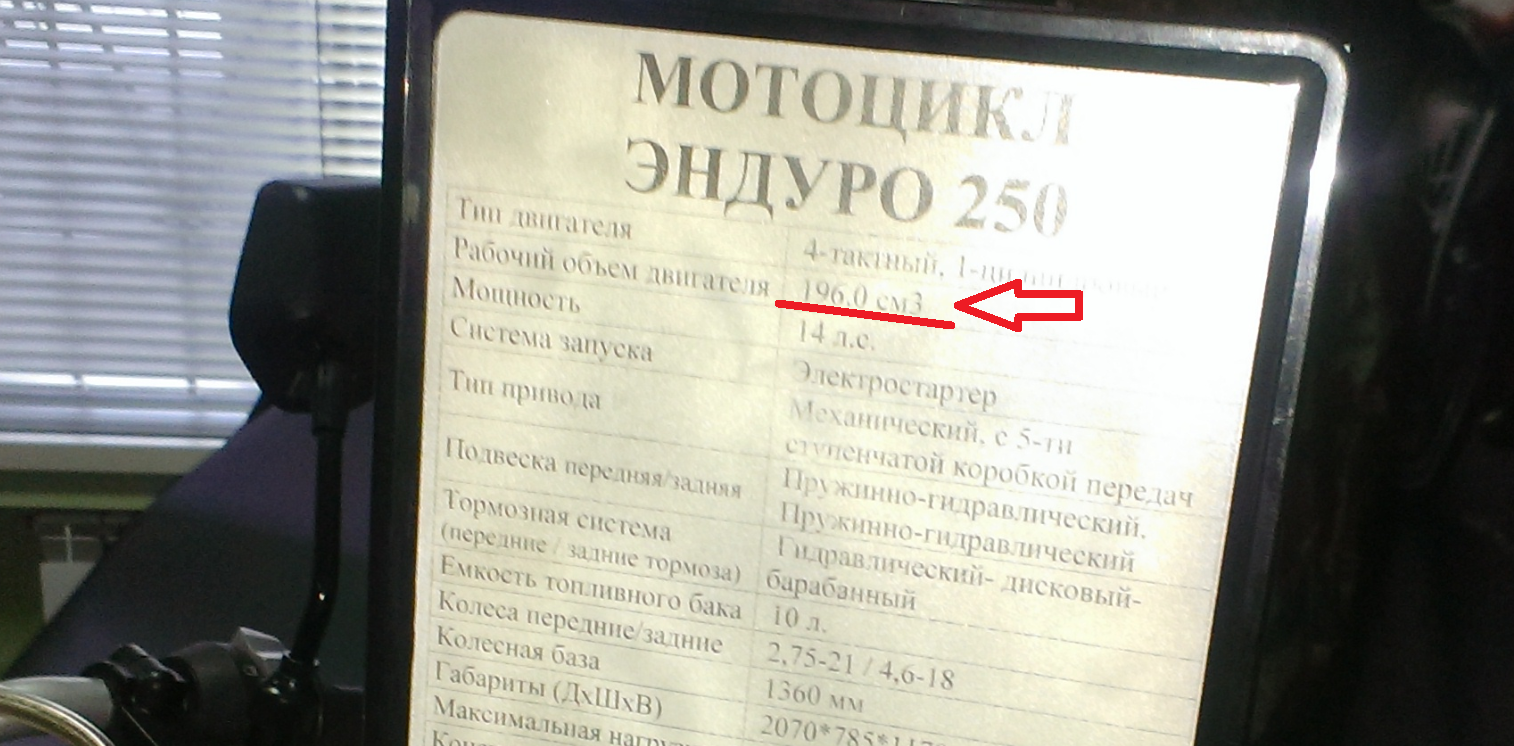 МОТОЦИКЛ
ЭНДУРО 250
Тип двигателя 4-тактный, 1-цилиндровый
Рабочий объем двигателя 196.0 см3
Мощность 14 л.с.
Система запуска Электростартер
Тип привода Механический, с 5-ти
ступенчатой коробкой передач
Подвеска передняя/задняя Пружинно-гидравлический.
Пружинно-гидравлический
Тормозная система Гидравлический- дисковый-
(передние / задние тормоза) барабанный
Емкость топливного бака 10 л.
Колеса передние/задние 2,75-21 / 4,6-18
Колесная база 1360 мм
Габариты (ДхШхВ) 2070*785*
Максимальная